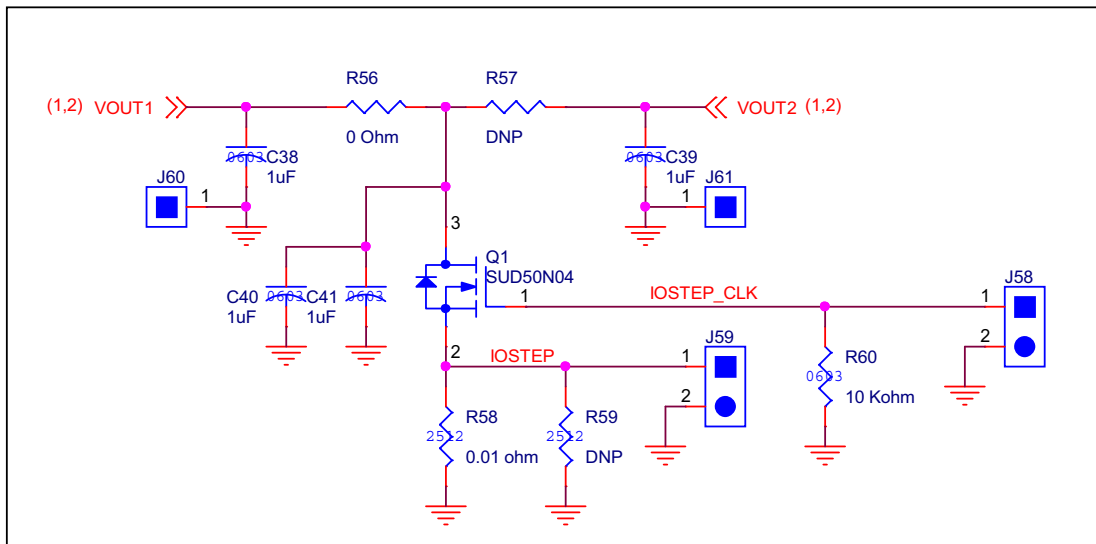 R56
R57
(1,2) VOUT1
VOUT2 (1,2)
0 Ohm
DNP
0603
C38
1uF
0603
C39
1uF
J60
1
J61
1
3
Q1
SUD50N04
J58
C40
1uF
0603
C41
1uF
0603
1
IOSTEP_CLK
1
2
2
IOSTEP
J59
1
2
R60
0603
10 Kohm
R58
2512
0.01 ohm
R59
2512
DNP